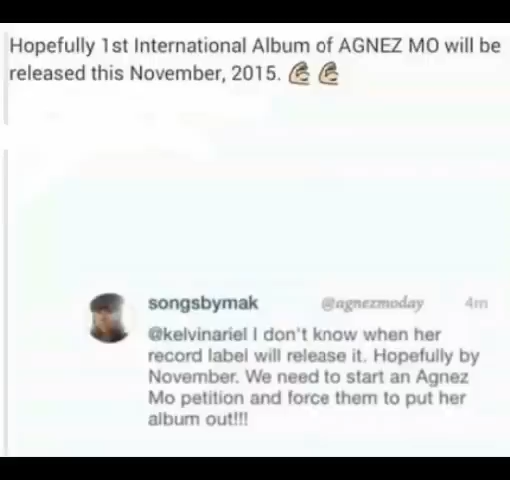 Hopefully 1st International Album of AGNEZ MO will be
released this November, 2015. 💪 💪
songsbymak @agnezmoday 4m
@kelvinariel I don't know when her
record label will release it. Hopefully by
November. We need to start an Agnez
Mo petition and force them to put her
album out!!!